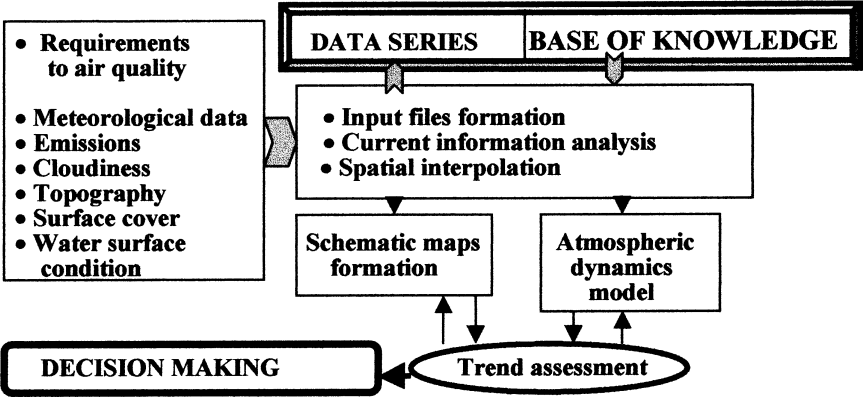 • Requirements
to air quality
• Meteorological data
• Emissions
• Cloudiness
• Topography
• Surface cover
• Water surface
condition
DATA SERIES
BASE OF KNOWLEDGE
• Input files formation
• Current information analysis
• Spatial interpolation
Schematic maps
formation
Atmospheric
dynamics
model
DECISION MAKING
Trend assessment